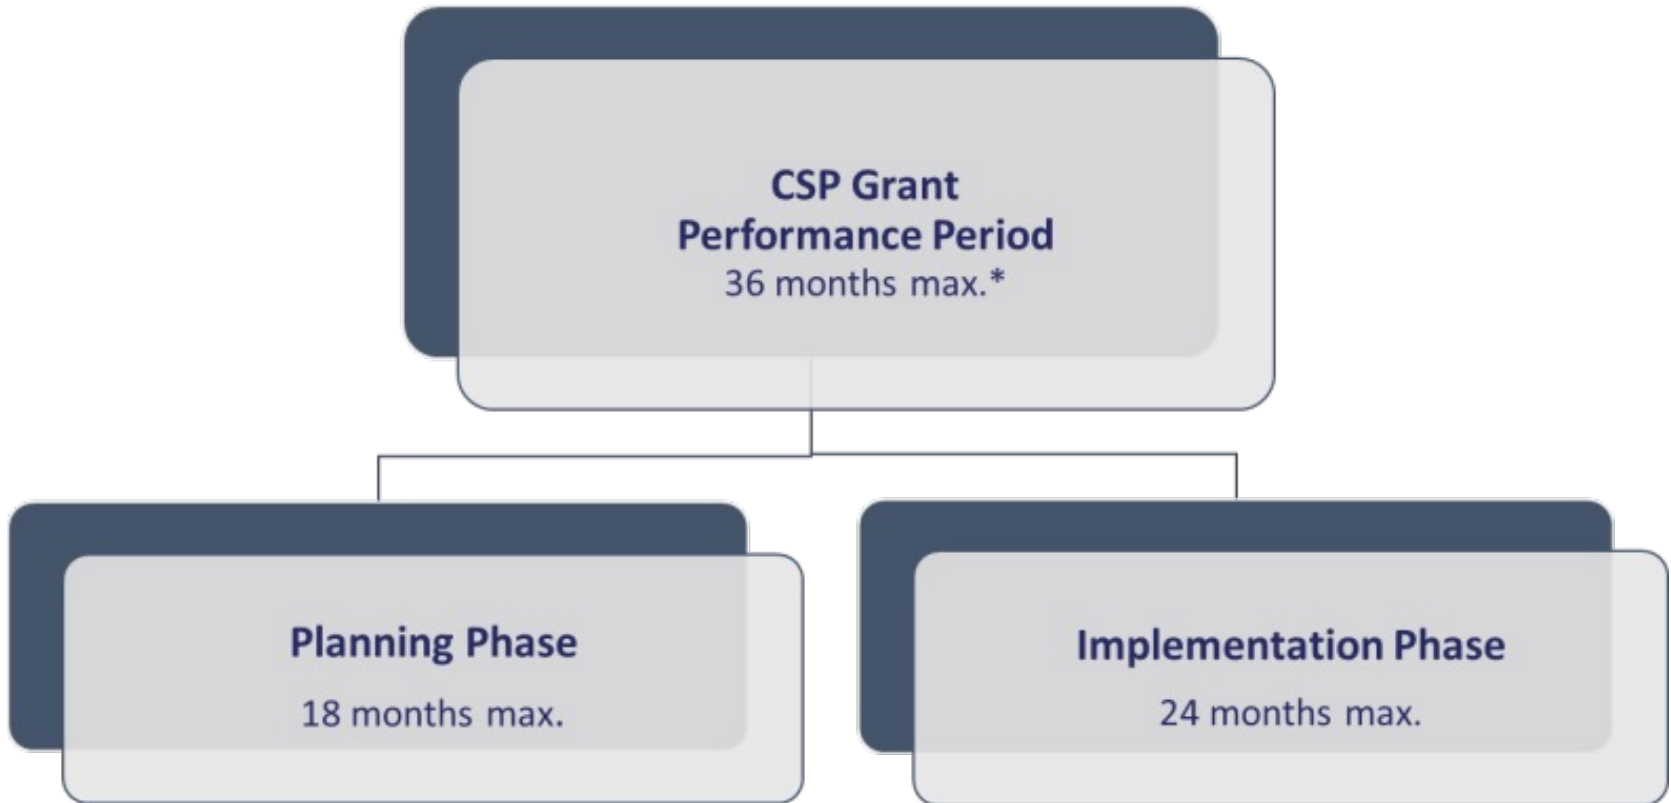 CSP Grant
Performance Period
36 months max.*
Planning Phase
18 months max.
Implementation Phase
24 months max.